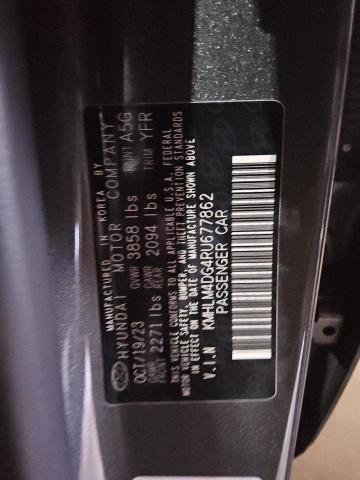 MANUFACTURED IN KOREA BY
HYUNDAI MOTOR COMPANY
OCT/19/23 GVWR 3858 lbs PAINT A5G
GAWR FRONT 2271 lbs GAWR REAR 2094 lbs TRIM YFR
THIS VEHICLE CONFORMS TO ALL APPLICABLE U.S.A. FEDERAL
MOTOR VEHICLE SAFETY, BUMPER, AND THEFT PREVENTION STANDARDS
IN EFFECT ON THE DATE OF MANUFACTURE SHOWN ABOVE
V.I.N KMHLM4DG4RU677862
PASSENGER CAR